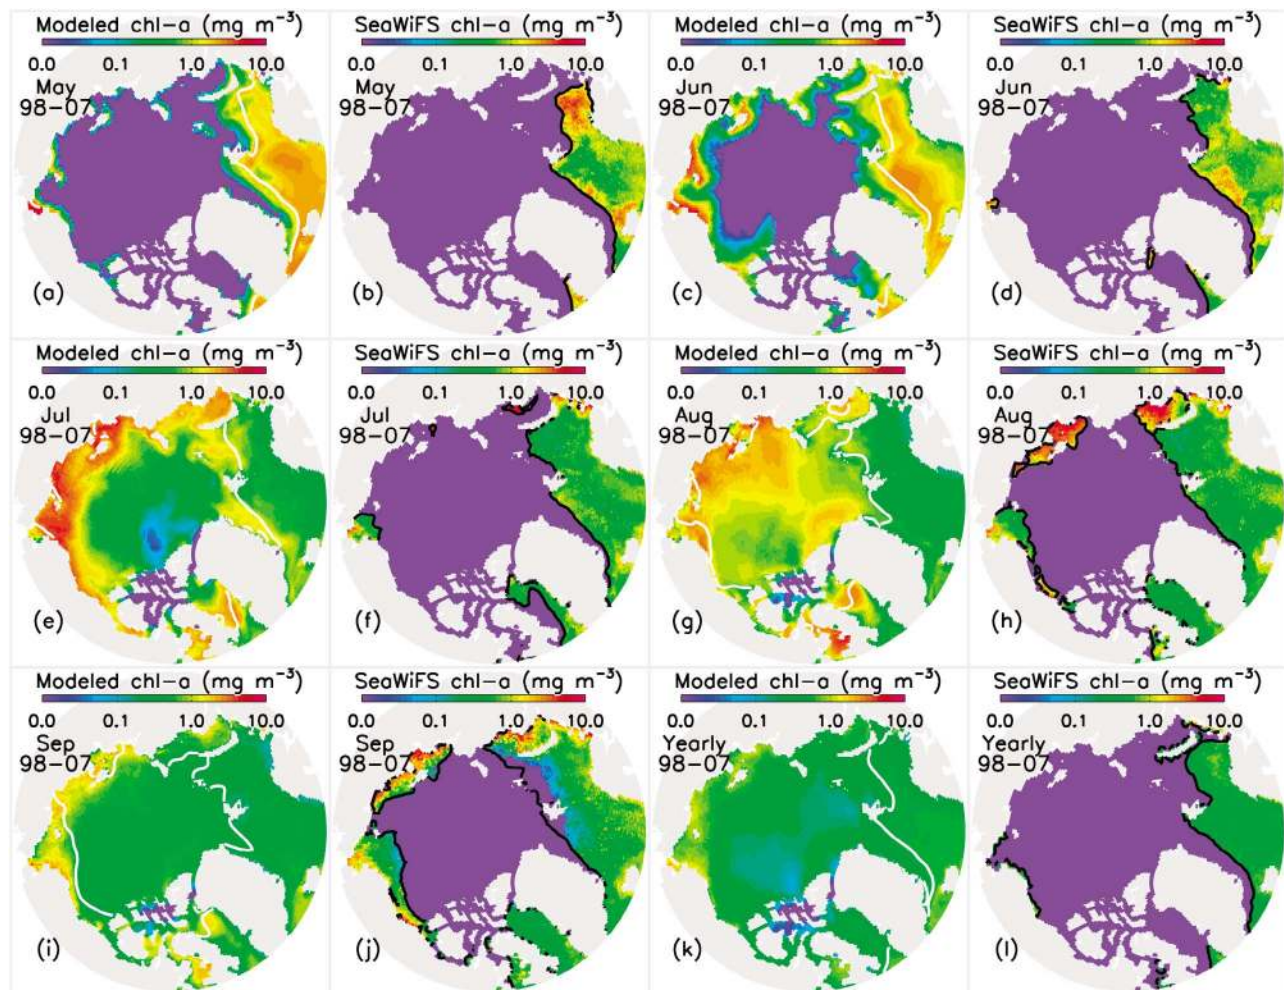 Modeled chl-a (mg m⁻³)
0.0 0.1 1.0 10.0
May
98-07
(a)
SeaWiFS chl-a (mg m⁻³)
0.0 0.1 1.0 10.0
May
98-07
(b)
Modeled chl-a (mg m⁻³)
0.0 0.1 1.0 10.0
Jun
98-07
(c)
SeaWiFS chl-a (mg m⁻³)
0.0 0.1 1.0 10.0
Jun
98-07
(d)
Modeled chl-a (mg m⁻³)
0.0 0.1 1.0 10.0
Jul
98-07
(e)
SeaWiFS chl-a (mg m⁻³)
0.0 0.1 1.0 10.0
Jul
98-07
(f)
Modeled chl-a (mg m⁻³)
0.0 0.1 1.0 10.0
Aug
98-07
(g)
SeaWiFS chl-a (mg m⁻³)
0.0 0.1 1.0 10.0
Aug
98-07
(h)
Modeled chl-a (mg m⁻³)
0.0 0.1 1.0 10.0
Sep
98-07
(i)
SeaWiFS chl-a (mg m⁻³)
0.0 0.1 1.0 10.0
Sep
98-07
(j)
Modeled chl-a (mg m⁻³)
0.0 0.1 1.0 10.0
Yearly
98-07
(k)
SeaWiFS chl-a (mg m⁻³)
0.0 0.1 1.0 10.0
Yearly
98-07
(l)